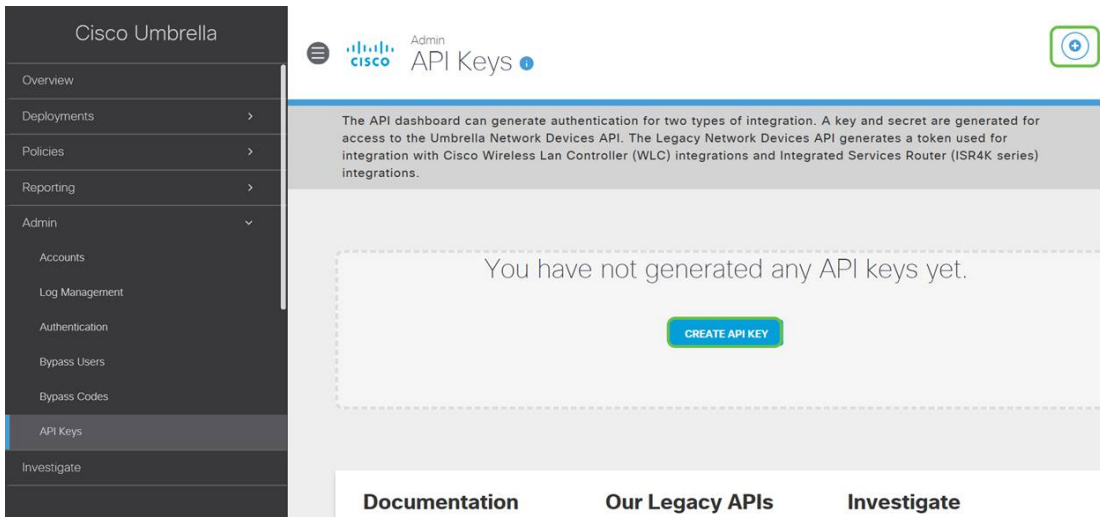 Cisco Umbrella
Overview
Deployments
Policies
Reporting
Admin
Accounts
Log Management
Authentication
Bypass Users
Bypass Codes
API Keys
Investigate
CISCO
Admin
API Keys
The API dashboard can generate authentication for two types of integration. A key and secret are generated for
access to the Umbrella Network Devices API. The Legacy Network Devices API generates a token used for
integration with Cisco Wireless Lan Controller (WLC) integrations and Integrated Services Router (ISR4K series)
integrations.
You have not generated any API keys yet.
CREATE API KEY
Documentation
Our Legacy APIs
Investigate